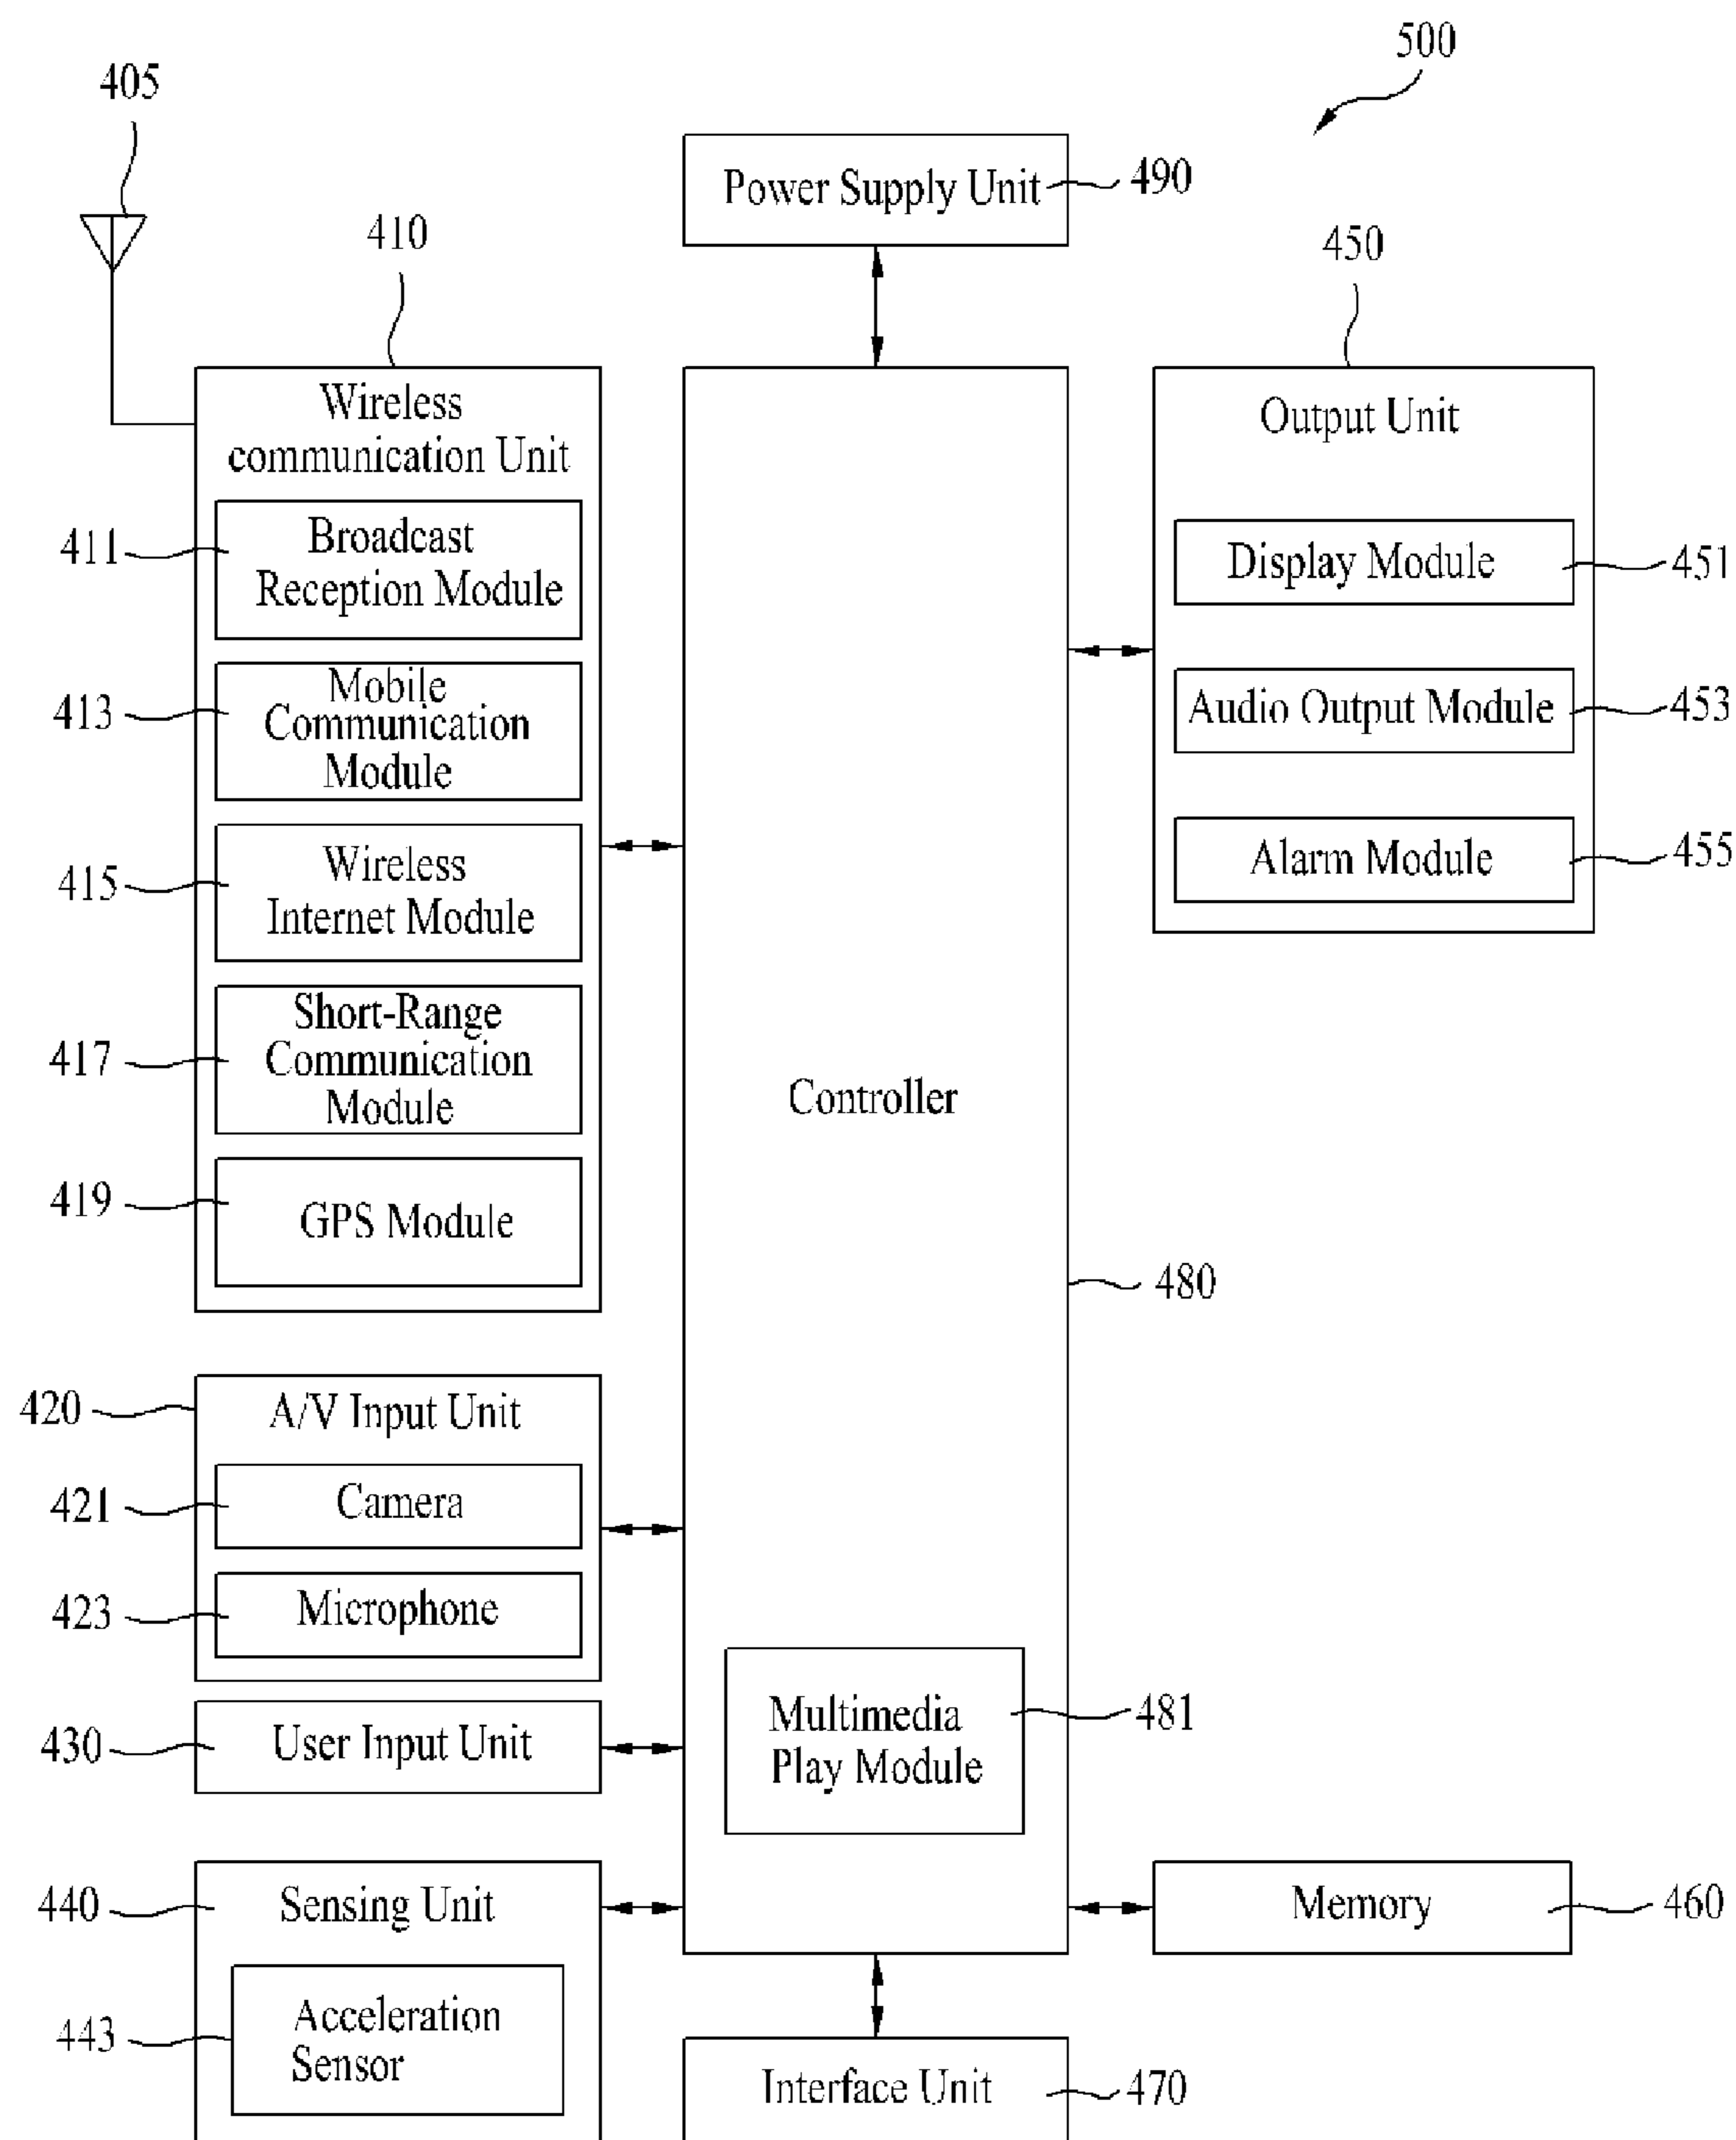 500
405
Power Supply Unit
490
410
450
Wireless
communication Unit
Output Unit
411
Broadcast
Reception Module
Display Module
451
413
Mobile
Communication
Module
Audio Output Module
453
415
Wireless
Internet Module
Alarm Module
455
417
Short-Range
Communication
Module
Controller
419
GPS Module
480
420
A/V Input Unit
421
Camera
423
Microphone
430
User Input Unit
Multimedia
Play Module
481
440
Sensing Unit
Memory
460
443
Acceleration
Sensor
Interface Unit
470